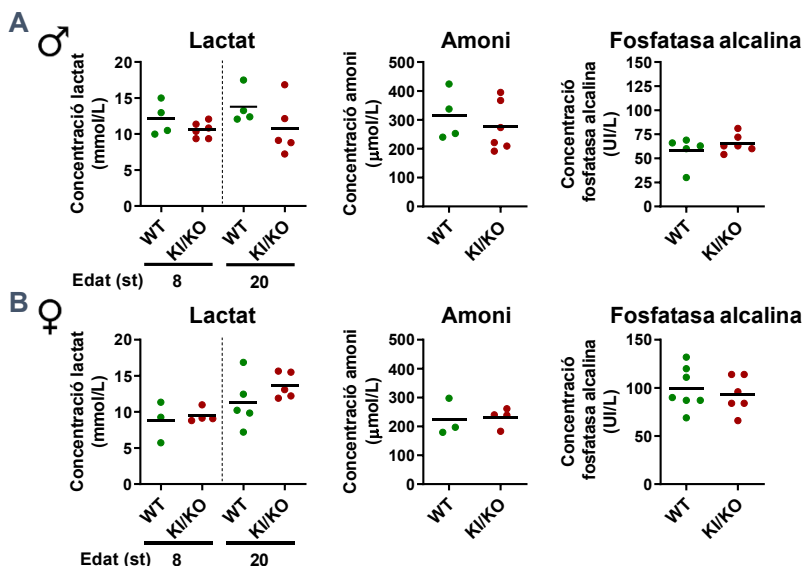 A ♂
Lactat
Concentració lactat
(mmol/L)
20
15
10
5
0
WT
KI/KO
WT
KI/KO
Edat (st)
8
20
Amoni
Concentració amoni
(μmol/L)
500
400
300
200
100
0
WT
KI/KO
Fosfatasa alcalina
Concentració
fosfatasa alcalina
(UI/L)
150
125
100
75
50
25
0
WT
KI/KO
B ♀
Lactat
Concentració lactat
(mmol/L)
20
15
10
5
0
WT
KI/KO
WT
KI/KO
Edat (st)
8
20
Amoni
Concentració amoni
(μmol/L)
500
400
300
200
100
0
WT
KI/KO
Fosfatasa alcalina
Concentració
fosfatasa alcalina
(UI/L)
150
100
50
0
WT
KI/KO